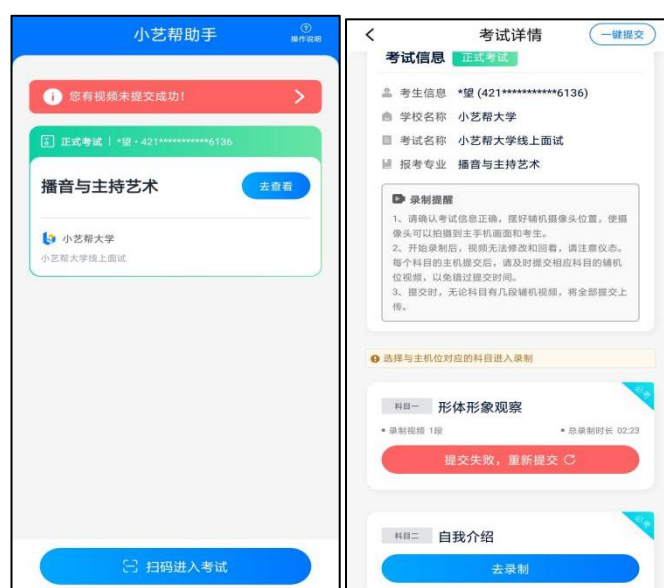 小艺帮助手
操作说明
您有视频未提交成功！
正式考试 | *望·421***********6136
播音与主持艺术
去查看
小艺帮大学
小艺帮大学线上面试
扫码进入考试
考试详情
一键提交
考试信息 正式考试
考生信息 *望 (421***********6136)
学校名称 小艺帮大学
考试名称 小艺帮大学线上面试
报考专业 播音与主持艺术
录制提醒
1、请确认考试信息正确，摆好辅机摄像头位置，使摄
像头可以拍摄到主手机画面和考生。
2、开始录制后，视频无法修改和回看，请注意仪态。
每个科目的主机提交后，请及时提交相应科目的辅机
位视频，以免错过提交时间。
3、提交时，无论科目有几段辅机视频，将全部提交上
传。
选择与主机位对应的科目进入录制
科目一 形体形象观察
• 录制视频 1段
• 总录制时长 02:23
提交失败，重新提交
科目二 自我介绍
去录制